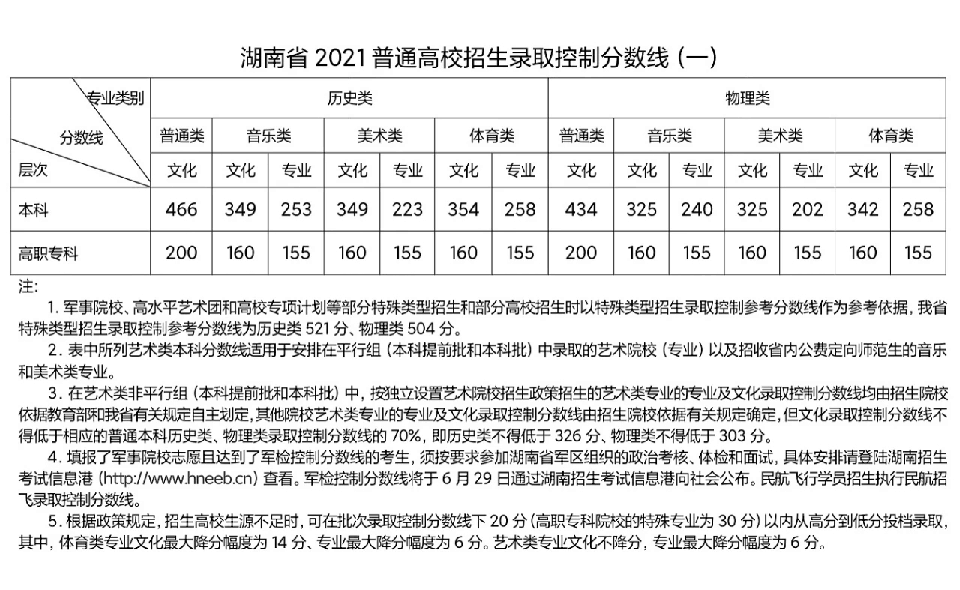 湖南省 2021 普通高校招生录取控制分数线（一）
专业类别 历史类 物理类
分数线 普通类 音乐类 美术类 体育类 普通类 音乐类 美术类 体育类
层次 文化 文化 专业 文化 专业 文化 专业 文化 文化 专业 文化 专业 文化 专业
本科 466 349 253 349 223 354 258 434 325 240 325 202 342 258
高职专科 200 160 155 160 155 160 155 200 160 155 160 155 160 155
注：
1. 军事院校、高水平艺术团和高校专项计划等部分特殊类型招生和部分高校招生时以特殊类型招生录取控制参考分数线作为参考依据，我省
特殊类型招生录取控制参考分数线为历史类 521 分、物理类 504 分。
2. 表中所列艺术类本科分数线适用于安排在平行组（本科提前批和本科批）中录取的艺术院校（专业）以及招收省内公费定向师范生的音乐
和美术类专业。
3. 在艺术类非平行组（本科提前批和本科批）中，按独立设置艺术院校招生政策招生的艺术类专业的专业及文化录取控制分数线均由招生院校
依据教育部和我省有关规定自主划定，其他院校艺术类专业的专业及文化录取控制分数线由招生院校依据有关规定确定，但文化录取控制分数线不
得低于相应的普通本科历史类、物理类录取控制分数线的 70%，即历史类不得低于 326 分、物理类不得低于 303 分。
4. 填报了军事院校志愿且达到了军检控制分数线的考生，须按要求参加湖南省军区组织的政治考核、体检和面试，具体安排请登陆湖南招生
考试信息港（http://www.hneeb.cn）查看。军检控制分数线将于 6 月 29 日通过湖南招生考试信息港向社会公布。民航飞行学员招生执行民航招
飞录取控制分数线。
5. 根据政策规定，招生高校生源不足时，可在批次录取控制分数线下 20 分（高职专科院校的特殊专业为 30 分）以内从高分到低分投档录取，
其中，体育类专业文化最大降分幅度为 14 分、专业最大降分幅度为 6 分。艺术类专业文化不降分，专业最大降分幅度为 6 分。